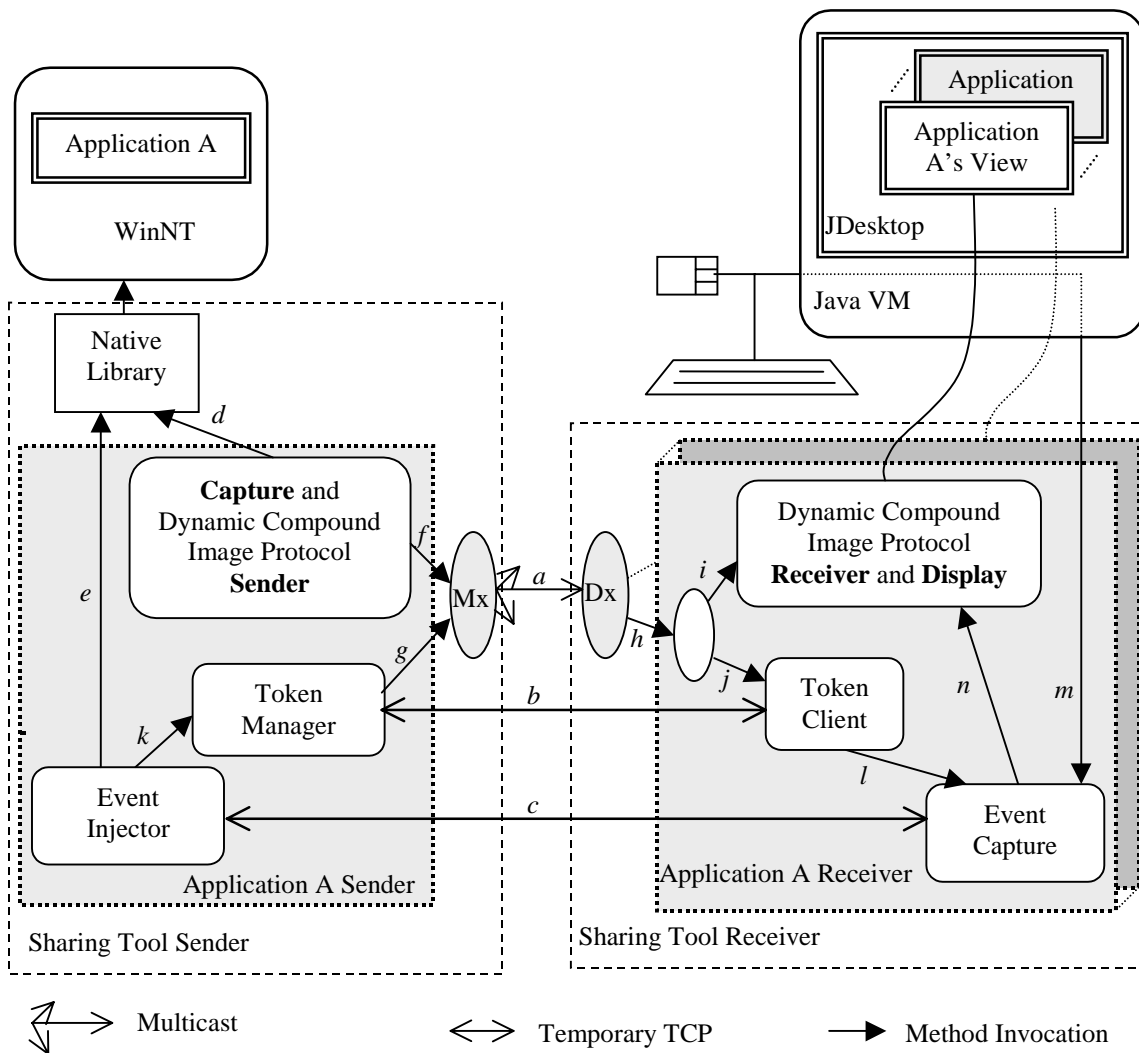 Application A
WinNT
Application
Application
A's View
JDesktop
Java VM
Native
Library
d
Capture and
Dynamic Compound
Image Protocol
Sender
e
f
Mx
a
Dx
h
i
Dynamic Compound
Image Protocol
Receiver and Display
g
j
Token
Manager
b
Token
Client
n
m
k
l
Event
Injector
c
Event
Capture
Application A Sender
Application A Receiver
Sharing Tool Sender
Sharing Tool Receiver
Multicast
Temporary TCP
Method Invocation